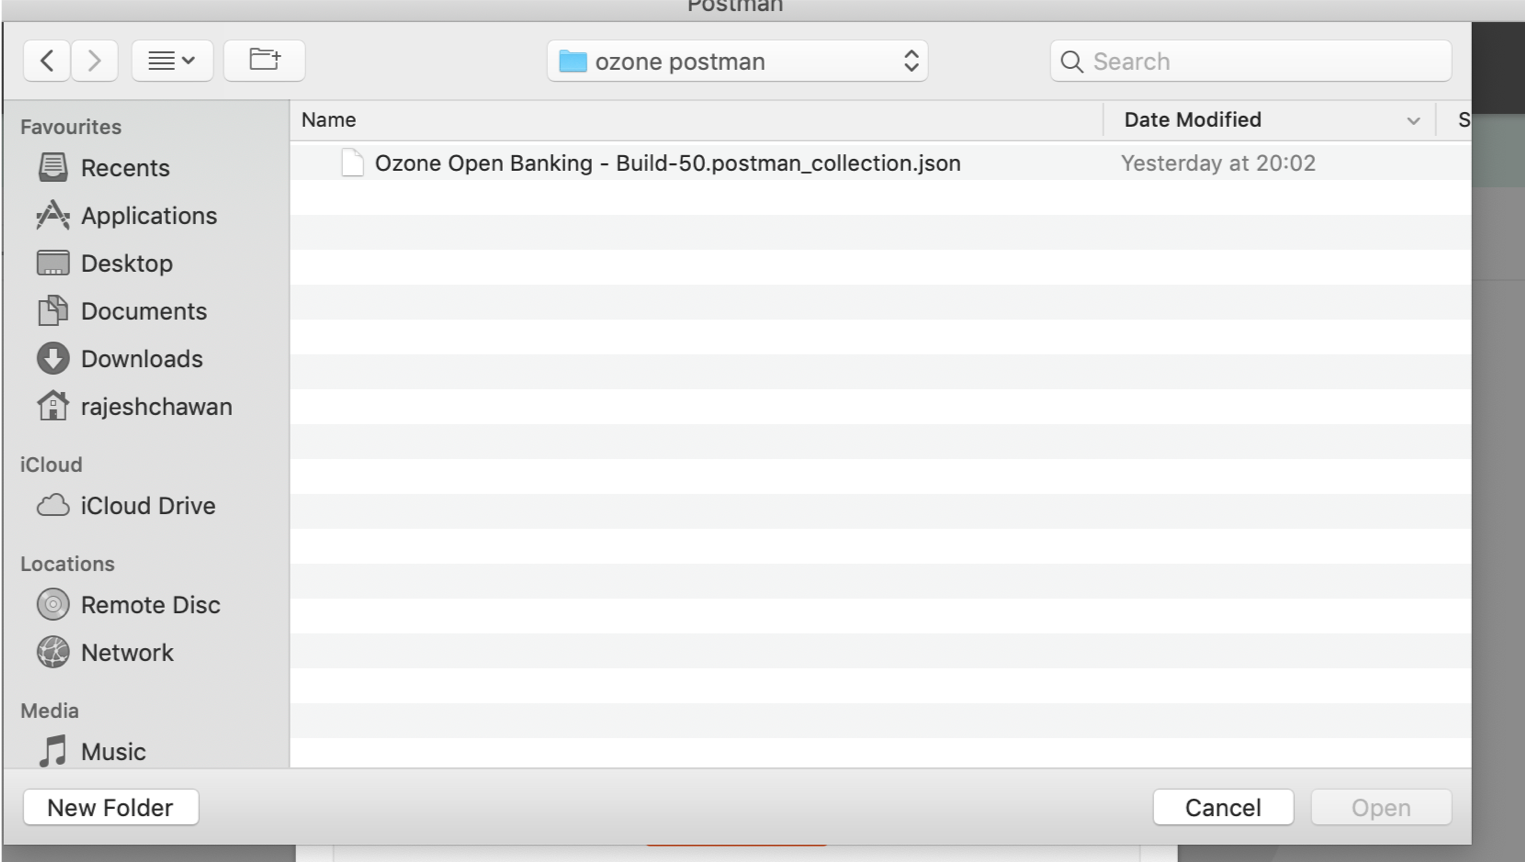 Postman
ozone postman
Search
Favourites
Recents
Applications
Desktop
Documents
Downloads
rajeshchawan
iCloud
iCloud Drive
Locations
Remote Disc
Network
Media
Music
Name
Date Modified
S
Ozone Open Banking - Build-50.postman_collection.json
Yesterday at 20:02
New Folder
Cancel
Open